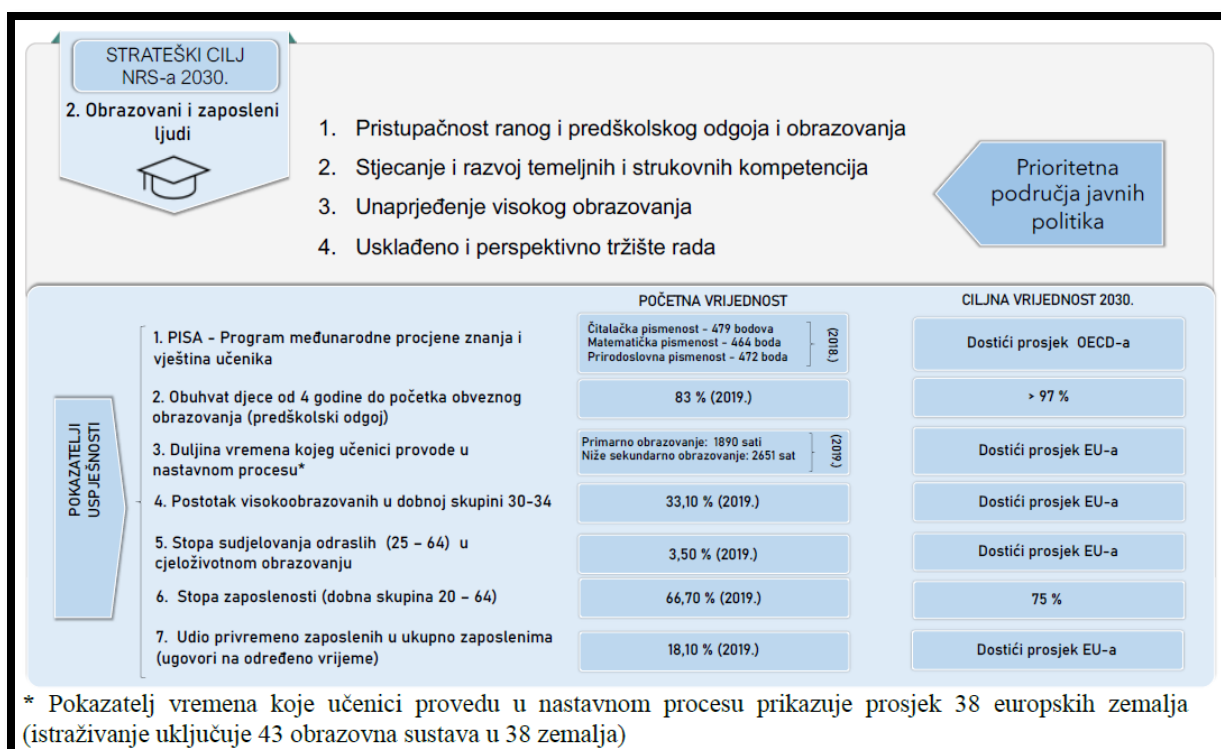 STRATEŠKI CILJ
NRS-a 2030.
2. Obrazovani i zaposleni
ljudi
1. Pristupačnost ranog i predškolskog odgoja i obrazovanja
2. Stjecanje i razvoj temeljnih i strukovnih kompetencija
3. Unaprjeđenje visokog obrazovanja
4. Usklađeno i perspektivno tržište rada
Prioritetna
područja javnih
politika
POČETNA VRIJEDNOST
CILJNA VRIJEDNOST 2030.
POKAZATELJI
USPJEŠNOSTI
1. PISA - Program međunarodne procjene znanja i
vještina učenika
Čitalačka pismenost - 479 bodova
Matematička pismenost - 464 boda
Prirodoslovna pismenost - 472 boda
(2018.)
Dostići prosjek OECD-a
2. Obuhvat djece od 4 godine do početka obveznog
obrazovanja (predškolski odgoj)
83 % (2019.)
> 97 %
3. Duljina vremena kojeg učenici provode u
nastavnom procesu*
Primarno obrazovanje: 1890 sati
Niže sekundarno obrazovanje: 2651 sat
(2019.)
Dostići prosjek EU-a
4. Postotak visokoobrazovanih u dobnoj skupini 30-34
33,10 % (2019.)
Dostići prosjek EU-a
5. Stopa sudjelovanja odraslih (25 – 64) u
cjeloživotnom obrazovanju
3,50 % (2019.)
Dostići prosjek EU-a
6. Stopa zaposlenosti (dobna skupina 20 – 64)
66,70 % (2019.)
75 %
7. Udio privremeno zaposlenih u ukupno zaposlenima
(ugovori na određeno vrijeme)
18,10 % (2019.)
Dostići prosjek EU-a
* Pokazatelj vremena koje učenici provedu u nastavnom procesu prikazuje prosjek 38 europskih zemalja
(istraživanje uključuje 43 obrazovna sustava u 38 zemalja)